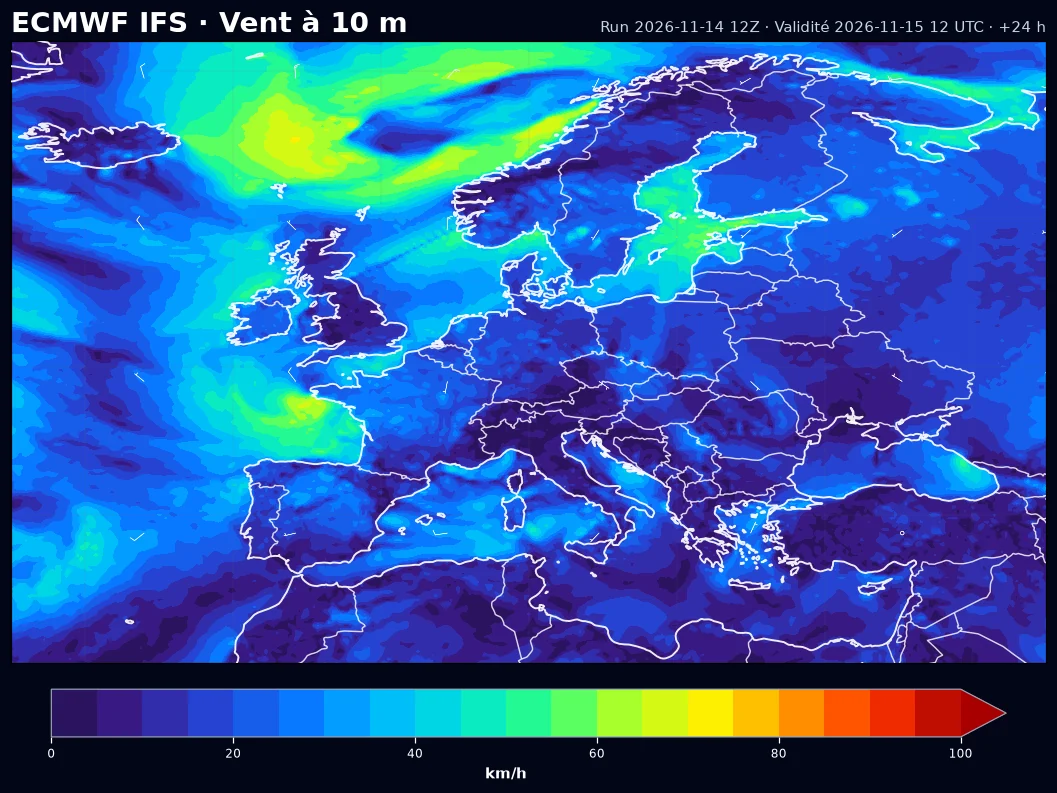 ECMWF IFS · Vent à 10 m
Run 2026-11-14 12Z · Validité 2026-11-15 12 UTC · +24 h
0 20 40 60 80 100
km/h